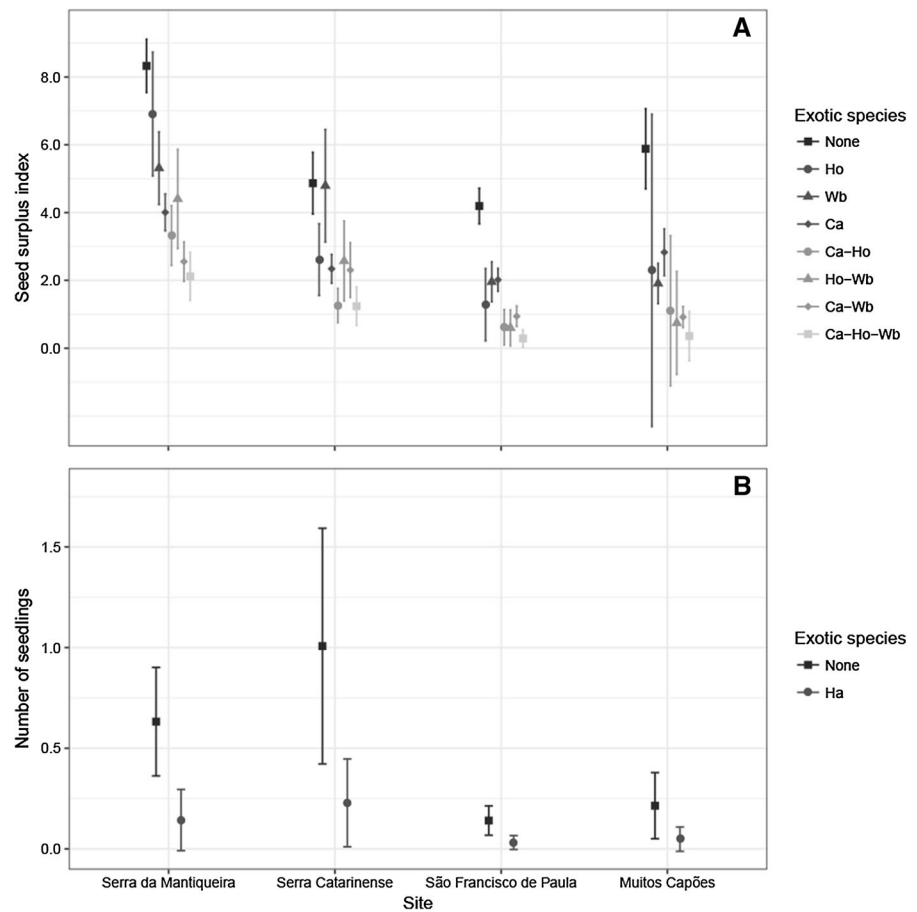 A
Seed surplus index
8.0
6.0
4.0
2.0
0.0
Exotic species
None
Ho
Wb
Ca
Ca–Ho
Ho–Wb
Ca–Wb
Ca–Ho–Wb
B
Number of seedlings
1.5
1.0
0.5
0.0
Exotic species
None
Ha
Serra da Mantiqueira
Serra Catarinense
São Francisco de Paula
Muitos Capões
Site